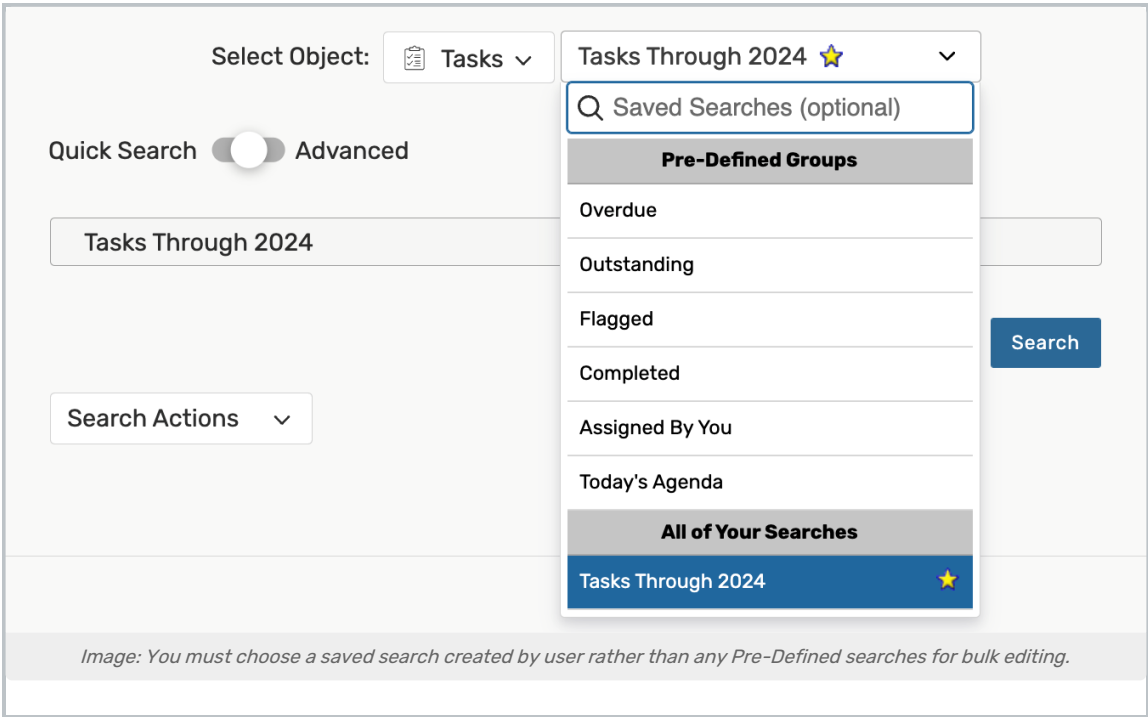 Select Object: Tasks Tasks Through 2024
Saved Searches (optional)
Quick Search Advanced
Pre-Defined Groups
Overdue
Tasks Through 2024
Outstanding
Flagged
Search
Completed
Search Actions
Assigned By You
Today's Agenda
All of Your Searches
Tasks Through 2024
Image: You must choose a saved search created by user rather than any Pre-Defined searches for bulk editing.